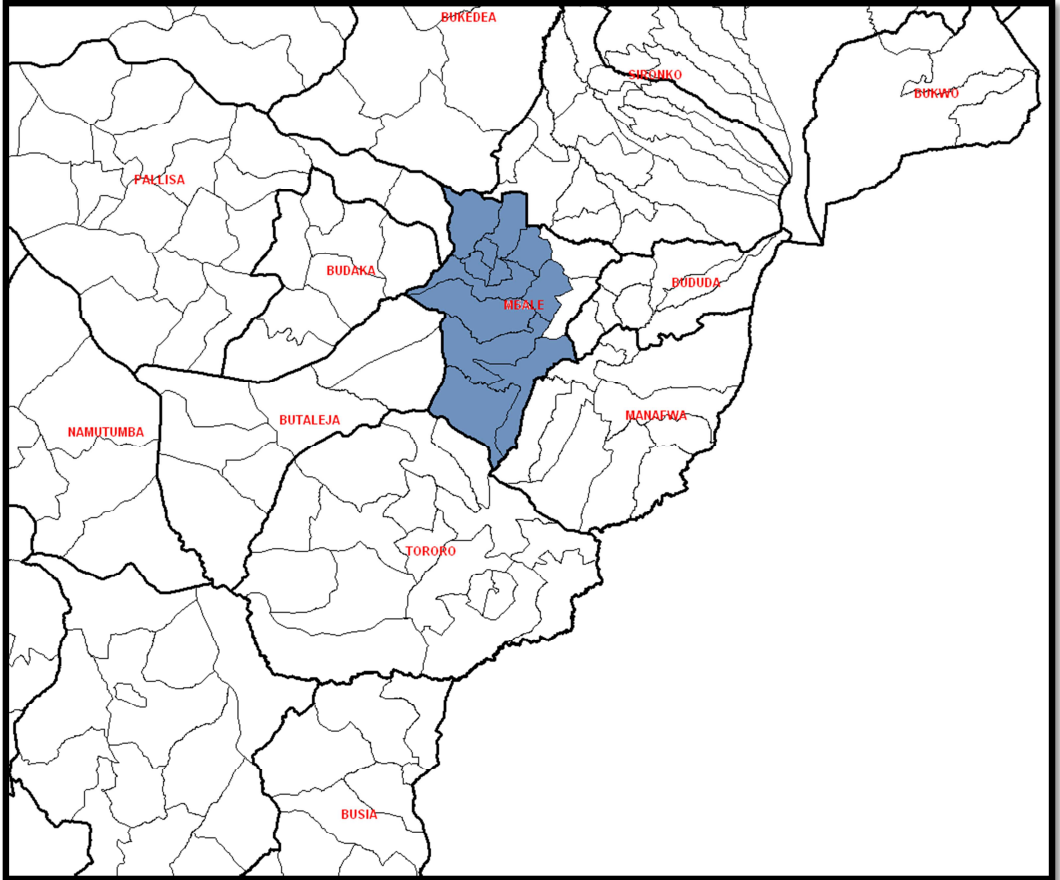 BUKEDEA
SIRONKO
BUKWO
PALLISA
BUDAKA
BUDUDA
MBALE
MANAFWA
BUTALEJA
NAMUTUMBA
TORORO
BUSIA